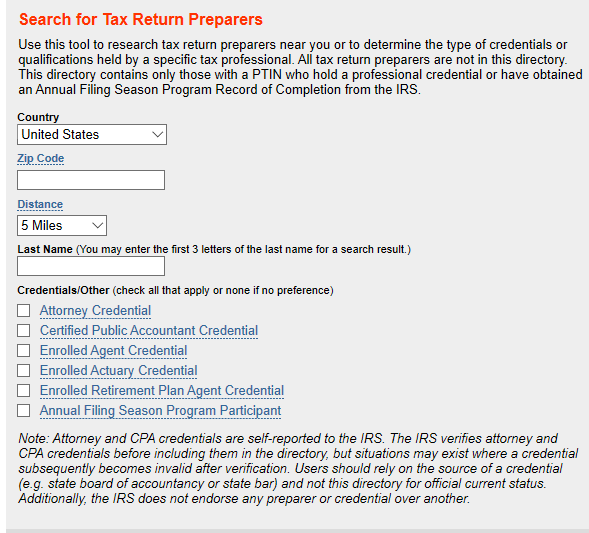 Search for Tax Return Preparers
Use this tool to research tax return preparers near you or to determine the type of credentials or
qualifications held by a specific tax professional. All tax return preparers are not in this directory.
This directory contains only those with a PTIN who hold a professional credential or have obtained
an Annual Filing Season Program Record of Completion from the IRS.
Country
United States
Zip Code
Distance
5 Miles
Last Name (You may enter the first 3 letters of the last name for a search result.)
Credentials/Other (check all that apply or none if no preference)
Attorney Credential
Certified Public Accountant Credential
Enrolled Agent Credential
Enrolled Actuary Credential
Enrolled Retirement Plan Agent Credential
Annual Filing Season Program Participant
Note: Attorney and CPA credentials are self-reported to the IRS. The IRS verifies attorney and
CPA credentials before including them in the directory, but situations may exist where a credential
subsequently becomes invalid after verification. Users should rely on the source of a credential
(e.g. state board of accountancy or state bar) and not this directory for official current status.
Additionally, the IRS does not endorse any preparer or credential over another.